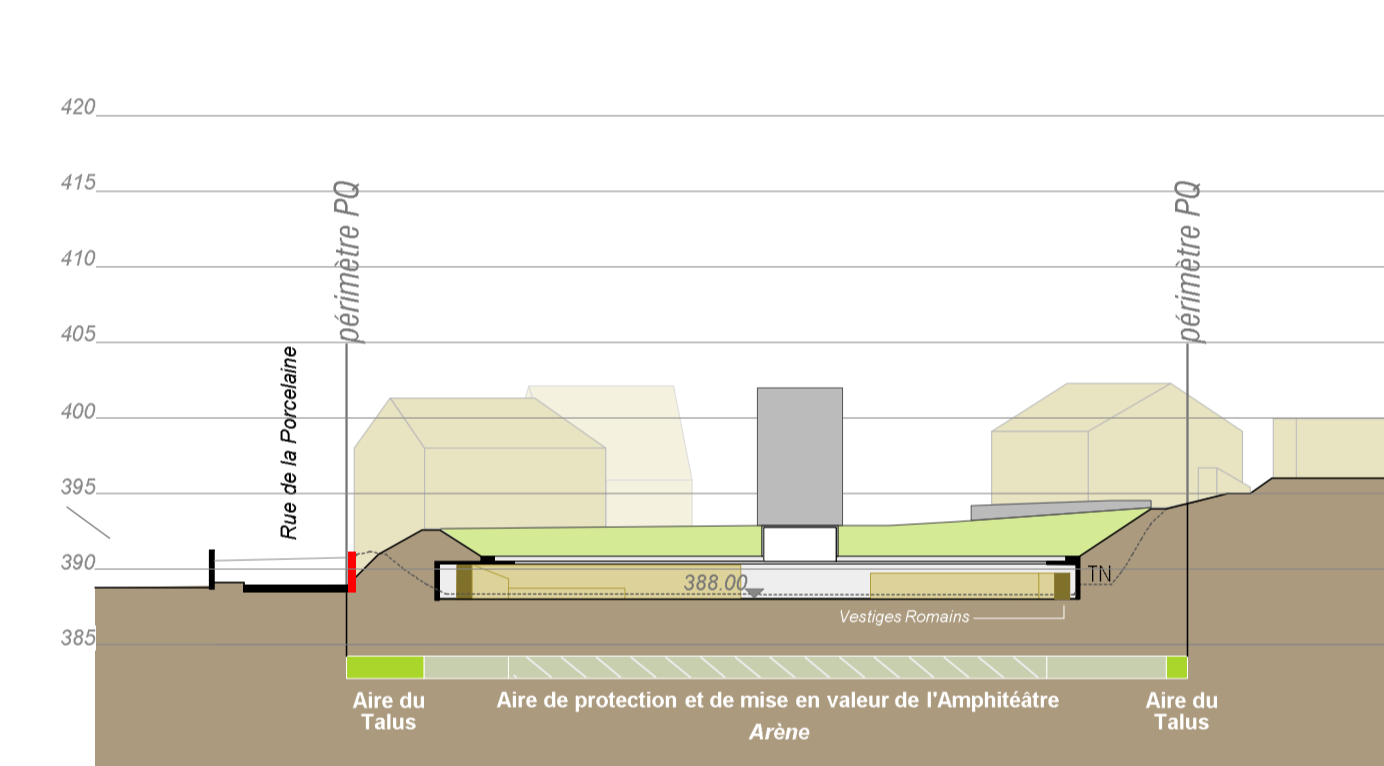 420
415
410
405
400
395
390
385
périmètre PQ
périmètre PQ
Rue de la Porcelaine
388.00
TN
Vestiges Romains
Aire du
Talus
Aire de protection et de mise en valeur de l'Amphitéâtre
Arène
Aire du
Talus